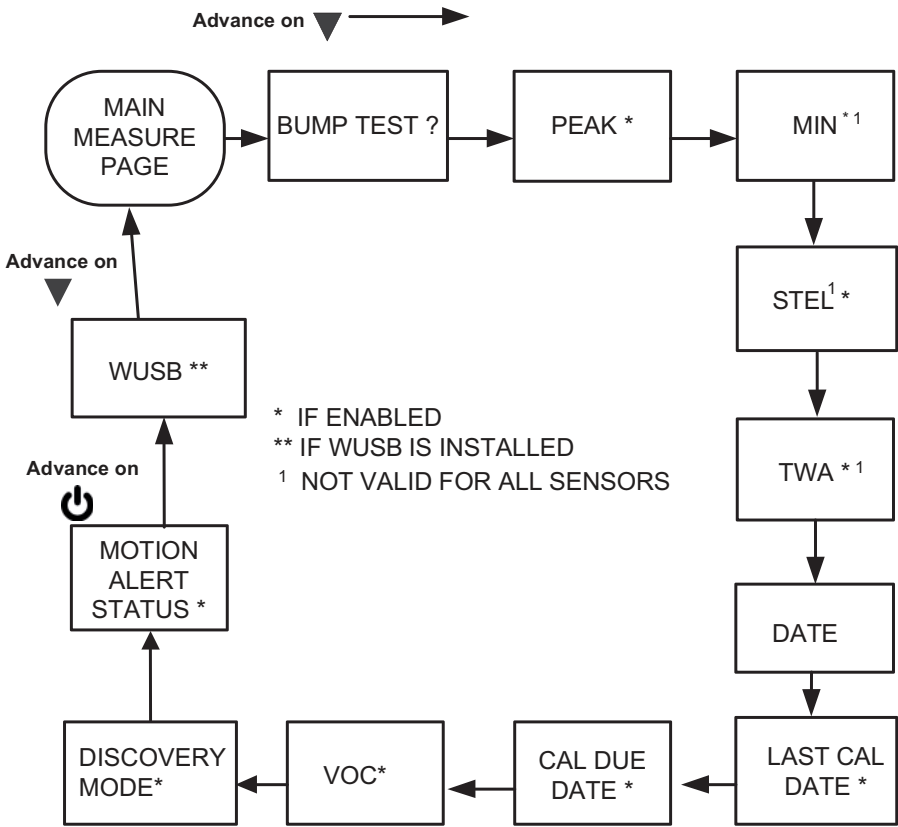 Advance on
MAIN
MEASURE
PAGE
BUMP TEST ?
PEAK *
MIN * 1
STEL 1 *
TWA * 1
DATE
LAST CAL
DATE *
CAL DUE
DATE *
VOC*
DISCOVERY
MODE*
MOTION
ALERT
STATUS *
Advance on
WUSB **
Advance on
* IF ENABLED
** IF WUSB IS INSTALLED
1 NOT VALID FOR ALL SENSORS